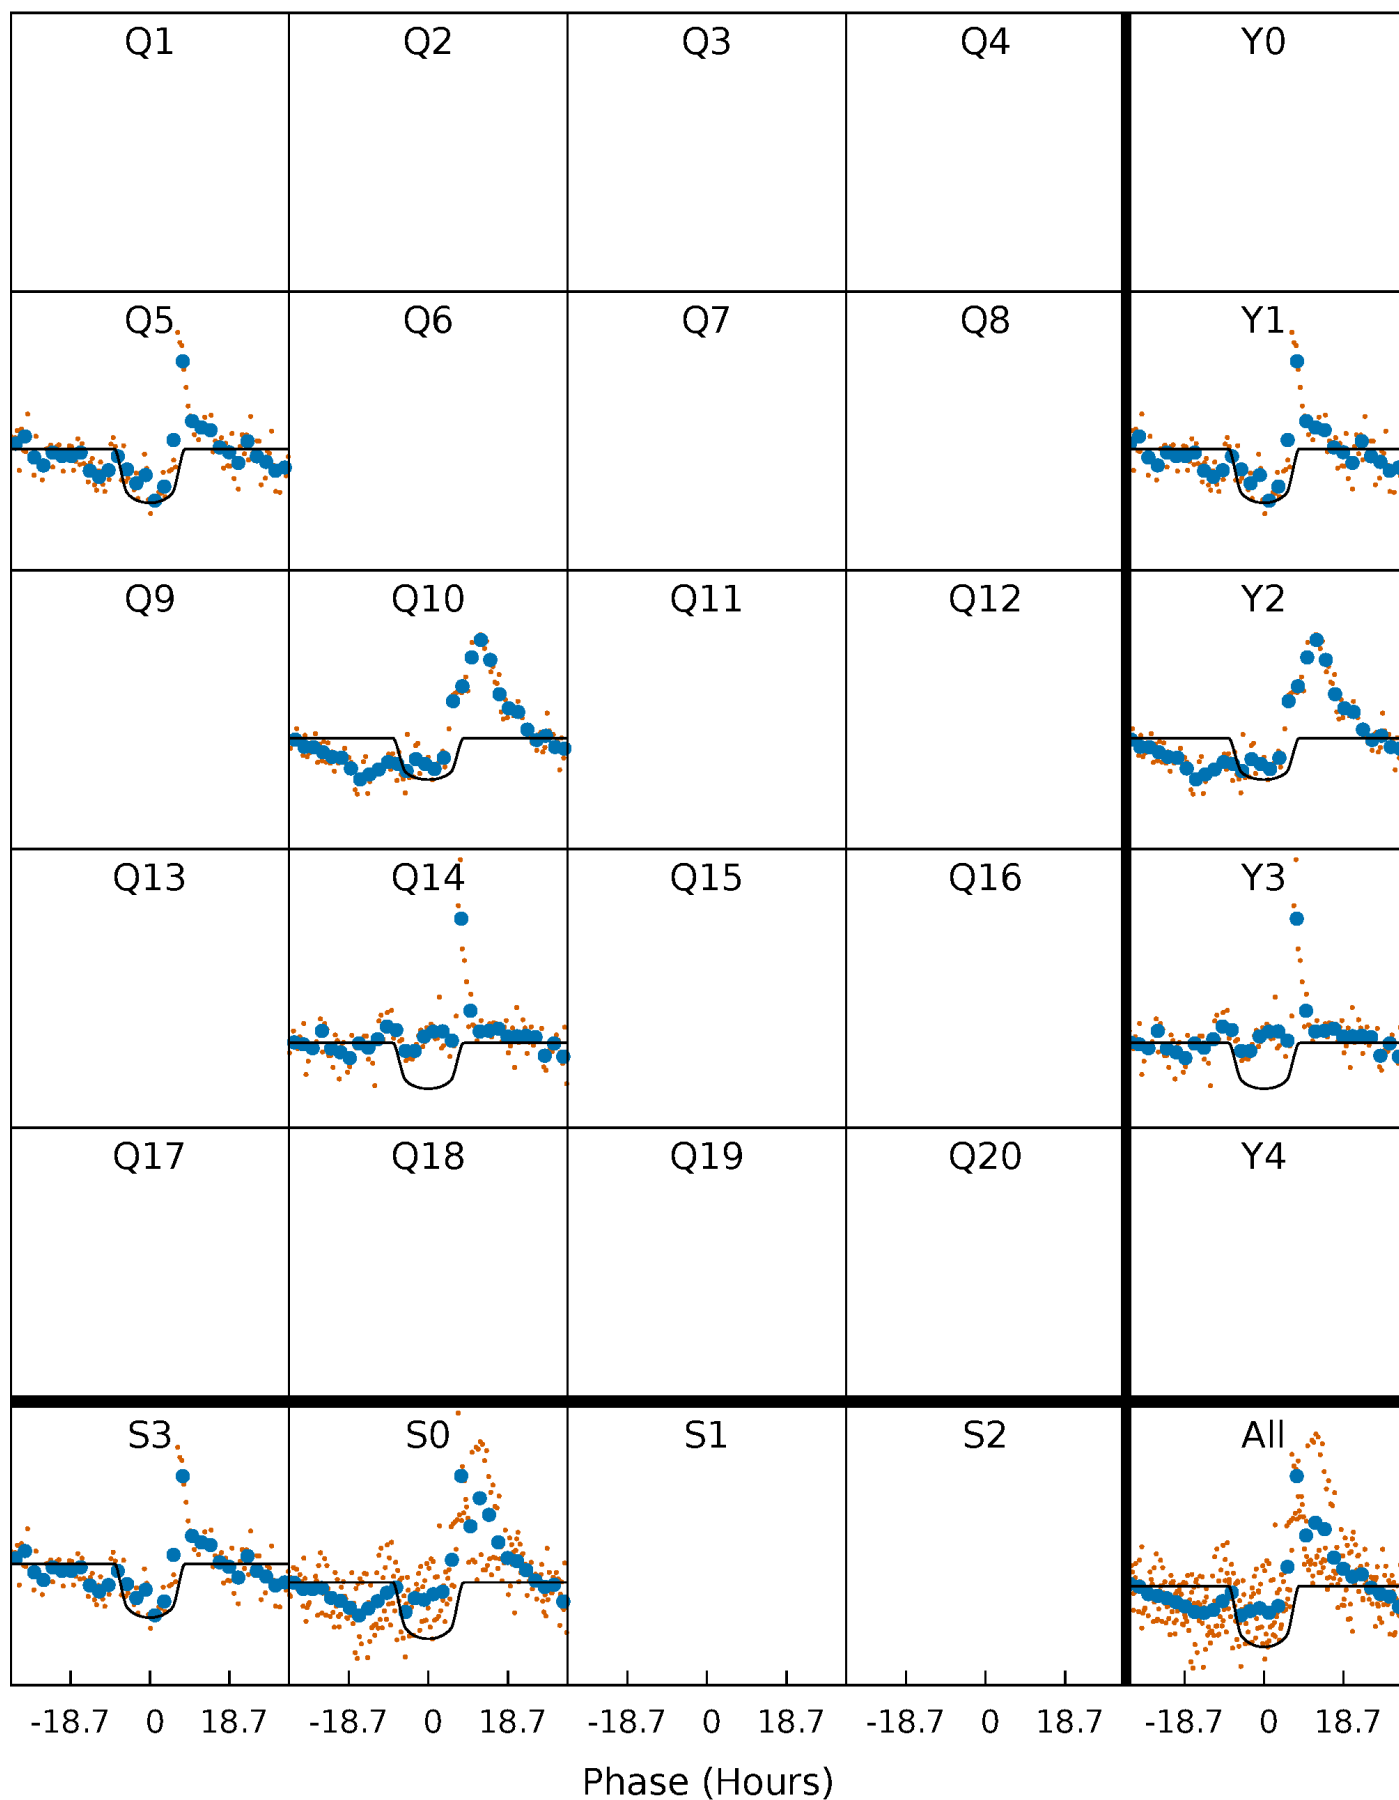 Q1 Q2 Q3 Q4 Y0
Q5 Q6 Q7 Q8 Y1
Q9 Q10 Q11 Q12 Y2
Q13 Q14 Q15 Q16 Y3
Q17 Q18 Q19 Q20 Y4
S3 S0 S1 S2 All
-18.7 0 18.7 -18.7 0 18.7 -18.7 0 18.7 -18.7 0 18.7 -18.7 0 18.7
Phase (Hours)